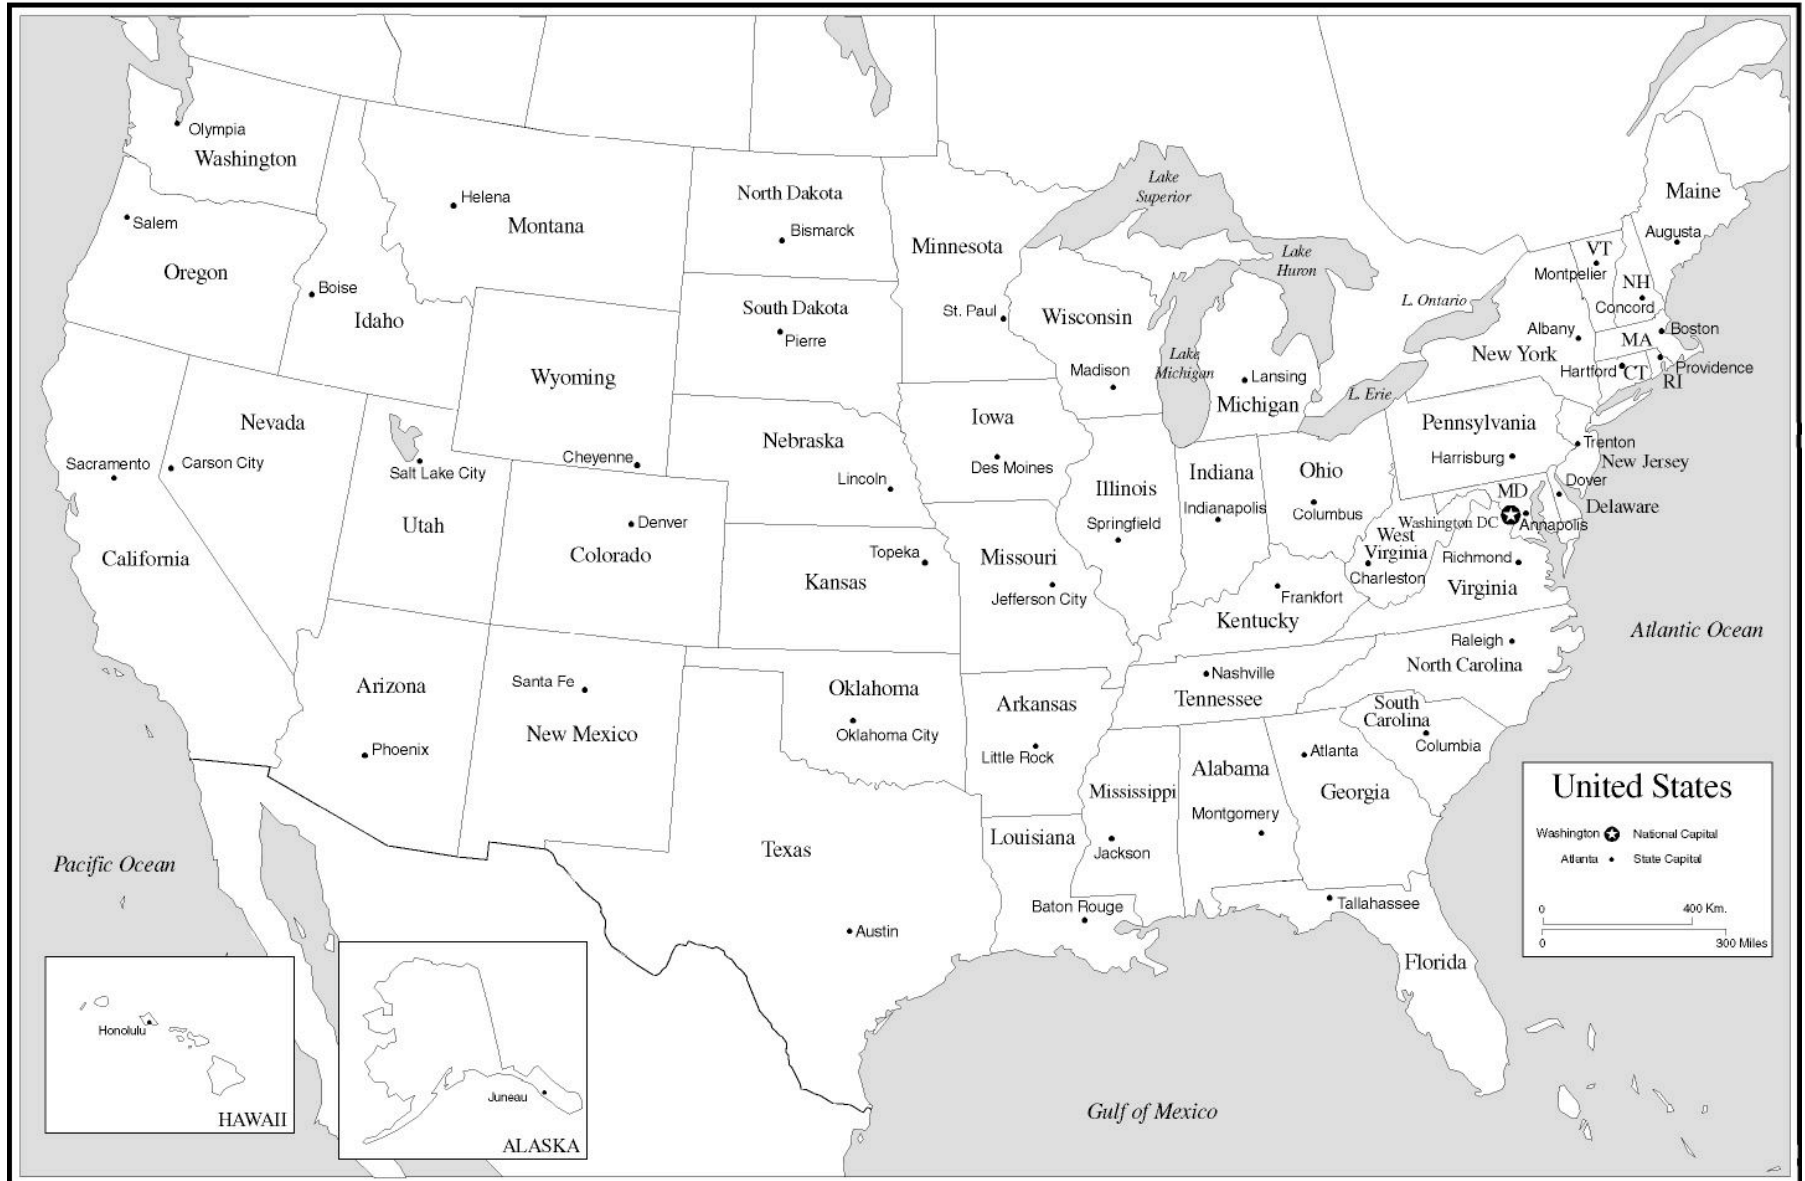 Olympia
Washington
Salem
Oregon
Helena
Montana
Boise
Idaho
North Dakota
Bismarck
South Dakota
Pierre
Minnesota
St. Paul
Wisconsin
Madison
Lake
Superior
Lake
Huron
Lake
Michigan
L. Ontario
L. Erie
Lansing
Michigan
Maine
Augusta
VT
Montpelier
NH
Concord
Albany
New York
MA
Boston
Hartford
CT
RI
Providence
Wyoming
Cheyenne
Nevada
Carson City
Sacramento
California
Salt Lake City
Utah
Denver
Colorado
Nebraska
Lincoln
Iowa
Des Moines
Illinois
Springfield
Indiana
Indianapolis
Ohio
Columbus
Pennsylvania
Harrisburg
Trenton
New Jersey
MD
Dover
Delaware
Washington DC
Annapolis
West
Virginia
Charleston
Richmond
Virginia
Topeka
Kansas
Missouri
Jefferson City
Frankfort
Kentucky
Atlantic Ocean
Raleigh
North Carolina
Nashville
Tennessee
South
Carolina
Columbia
Arizona
Phoenix
Santa Fe
New Mexico
Oklahoma
Oklahoma City
Arkansas
Little Rock
Mississippi
Jackson
Alabama
Montgomery
Atlanta
Georgia
Louisiana
Baton Rouge
Texas
Austin
Tallahassee
Florida
Pacific Ocean
Gulf of Mexico
Honolulu
HAWAII
Juneau
ALASKA
United States
Washington National Capital
Atlanta State Capital
0 400 Km.
0 300 Miles